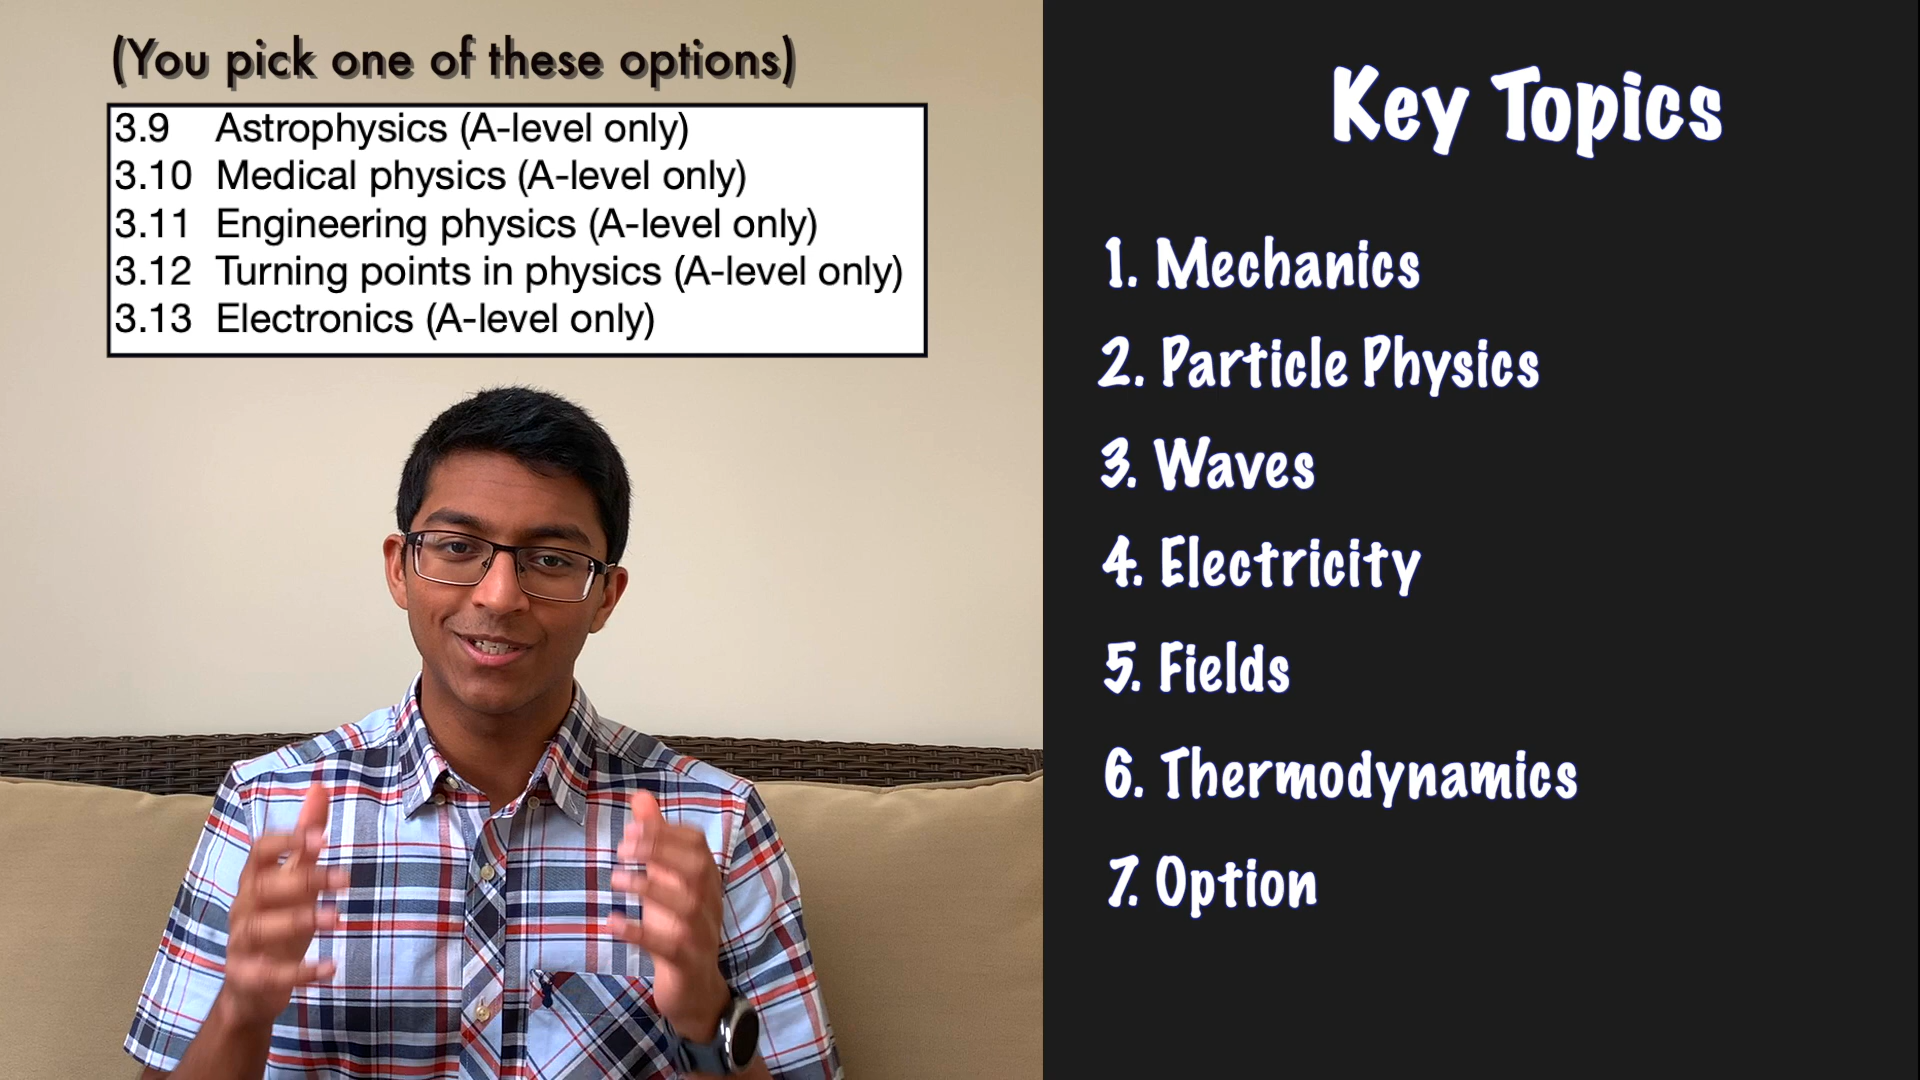 (You pick one of these options)
3.9 Astrophysics (A-level only)
3.10 Medical physics (A-level only)
3.11 Engineering physics (A-level only)
3.12 Turning points in physics (A-level only)
3.13 Electronics (A-level only)
Key Topics
1. Mechanics
2. Particle Physics
3. Waves
4. Electricity
5. Fields
6. Thermodynamics
7. Option